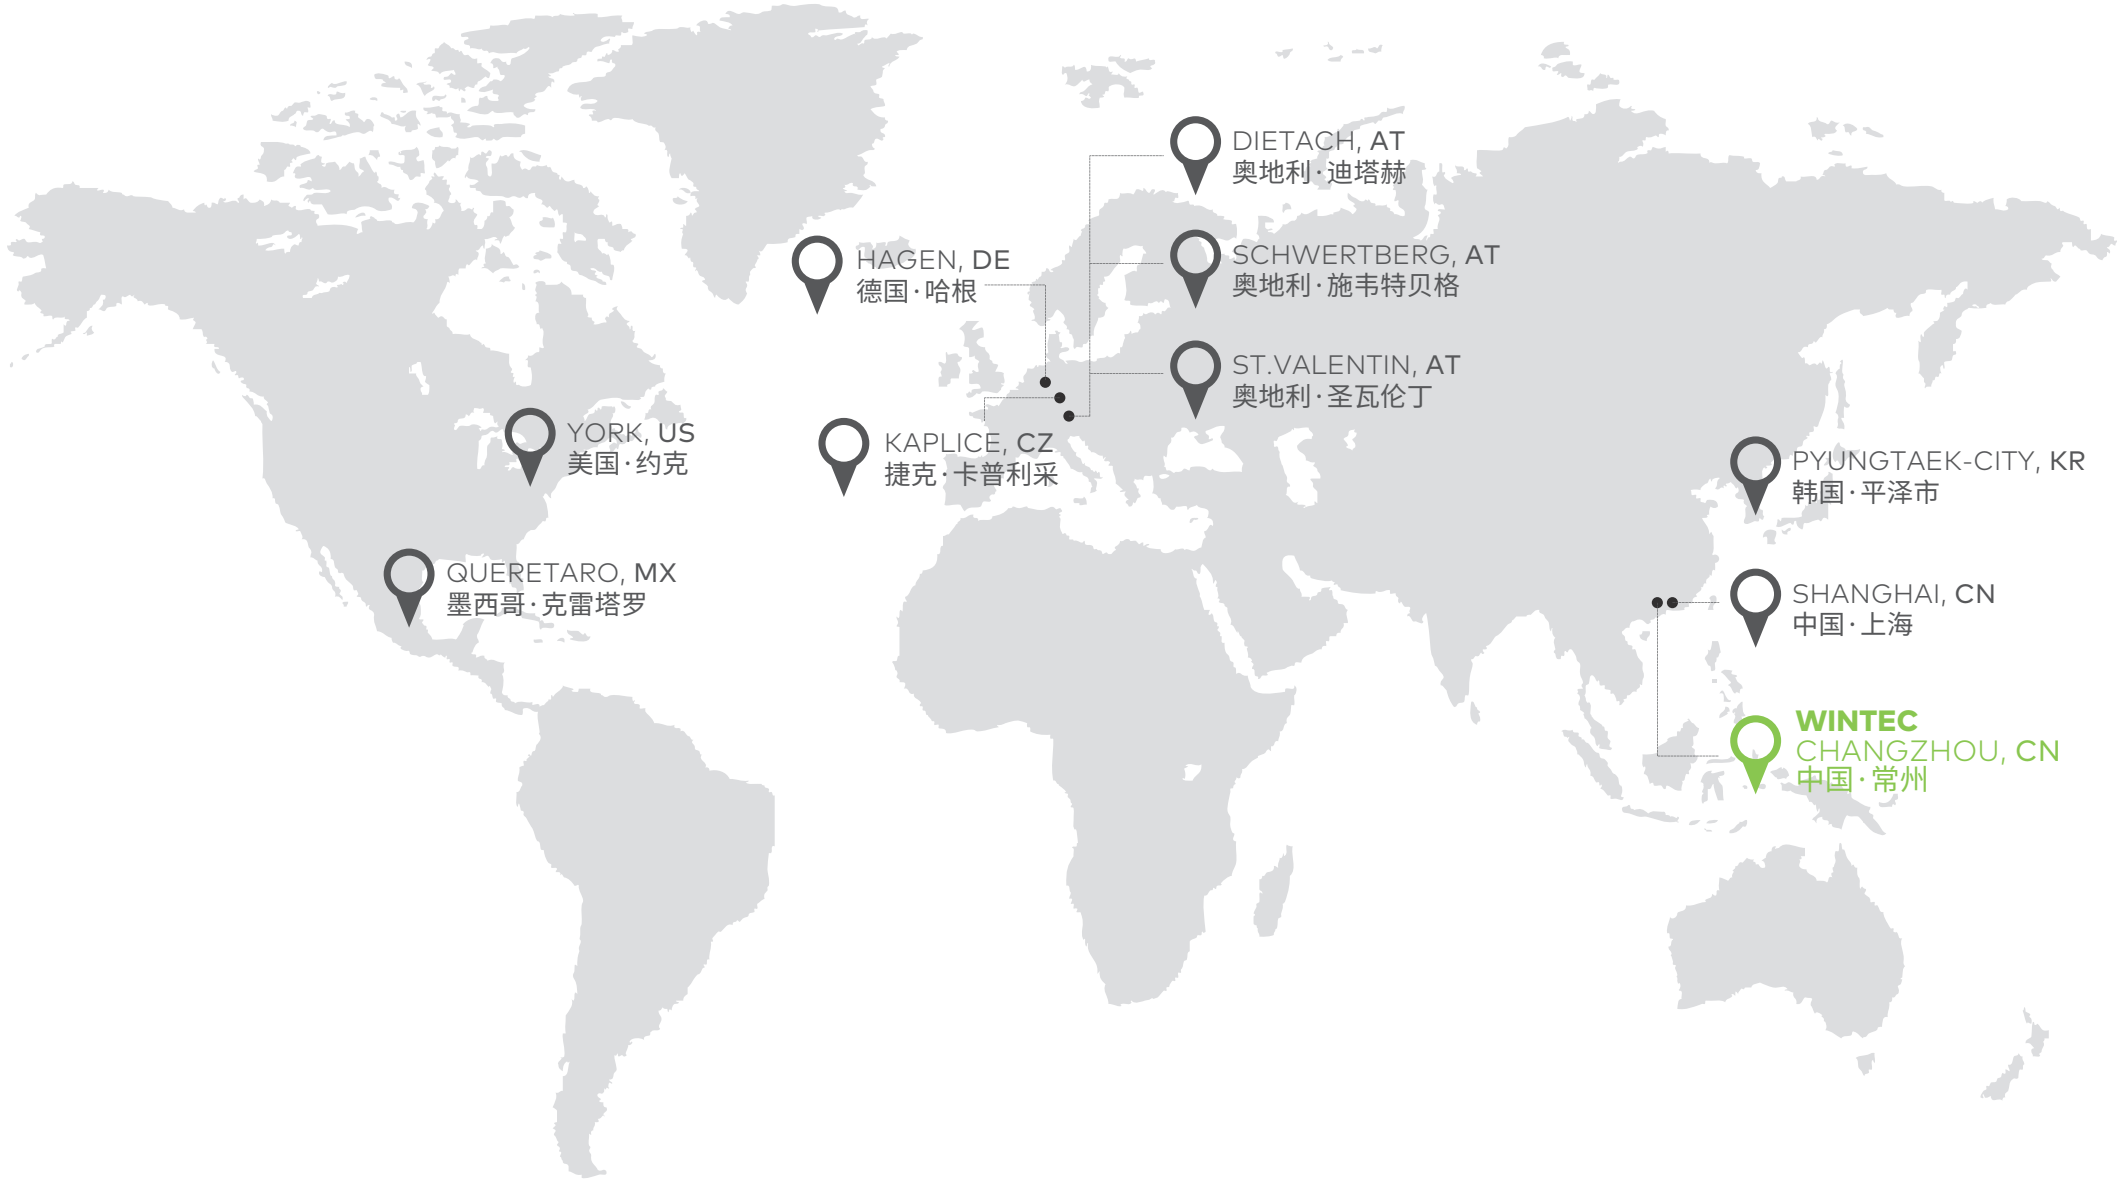 DIETACH, AT
奥地利·迪塔赫
HAGEN, DE
德国·哈根
SCHWERTBERG, AT
奥地利·施韦特贝格
ST.VALENTIN, AT
奥地利·圣瓦伦丁
YORK, US
美国·约克
KAPLICE, CZ
捷克·卡普利采
PYUNGTAEK-CITY, KR
韩国·平泽市
QUERETARO, MX
墨西哥·克雷塔罗
SHANGHAI, CN
中国·上海
WINTEC
CHANGZHOU, CN
中国·常州